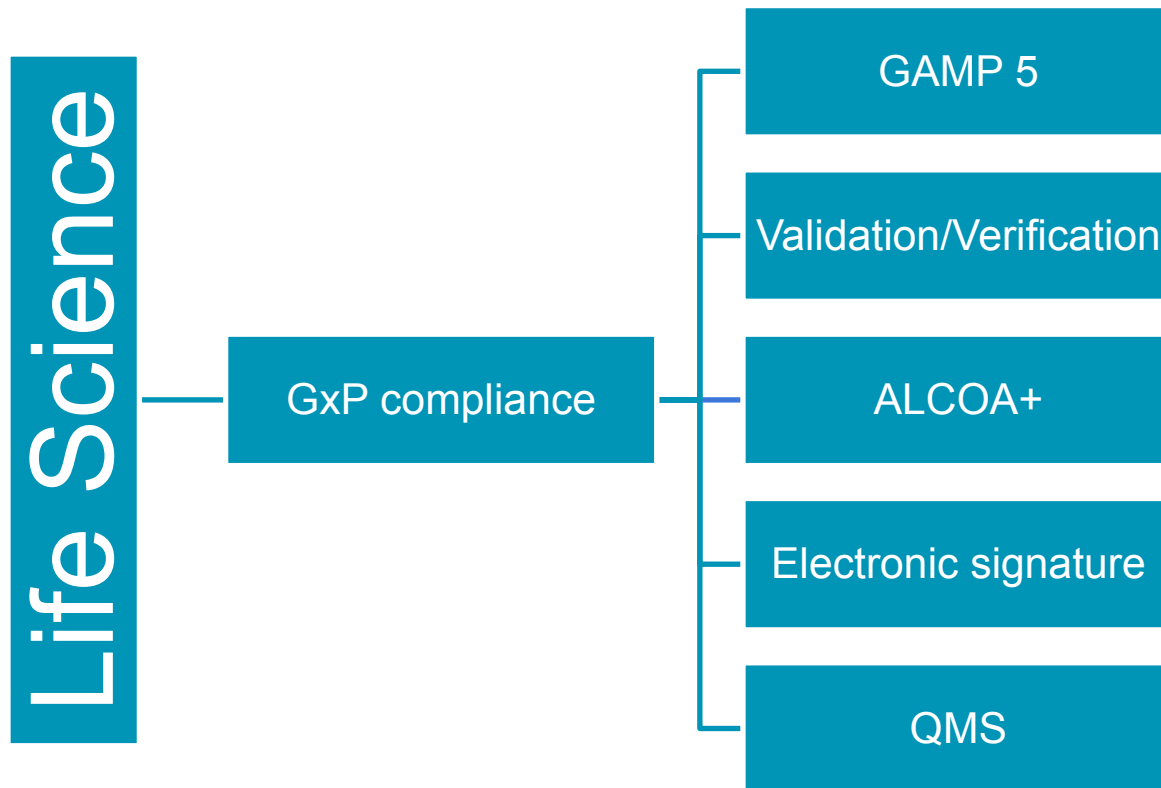 Life Science
GxP compliance
GAMP 5
Validation/Verification
ALCOA+
Electronic signature
QMS